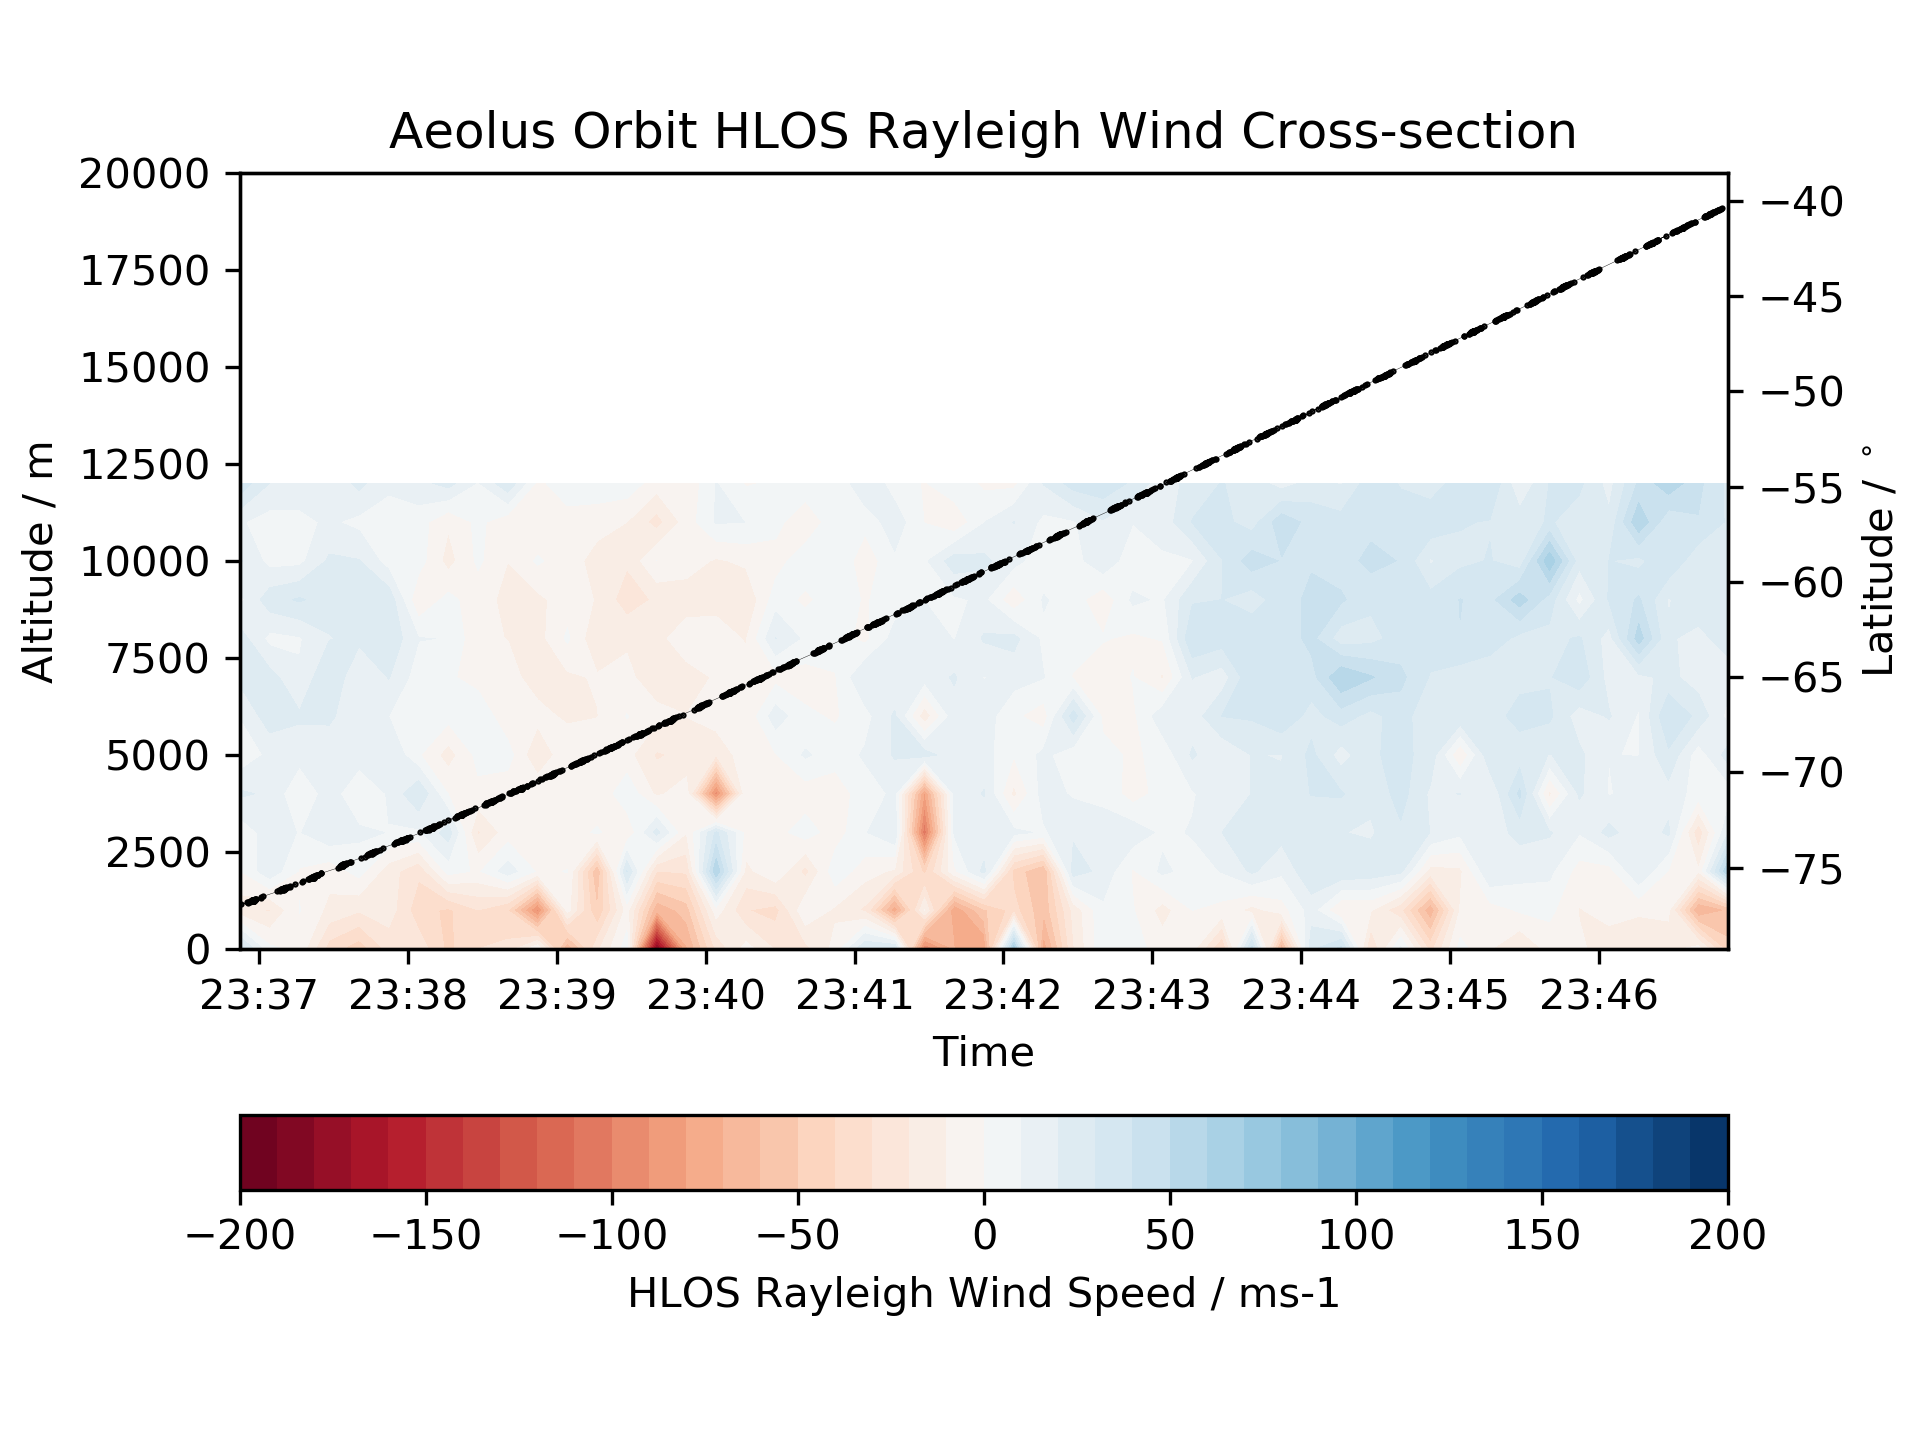 Aeolus Orbit HLOS Rayleigh Wind Cross-section
20000
17500
15000
12500
10000
7500
5000
2500
0
Altitude / m
−40
−45
−50
−55
−60
−65
−70
−75
Latitude / °
23:37 23:38 23:39 23:40 23:41 23:42 23:43 23:44 23:45 23:46
Time
−200 −150 −100 −50 0 50 100 150 200
HLOS Rayleigh Wind Speed / ms-1